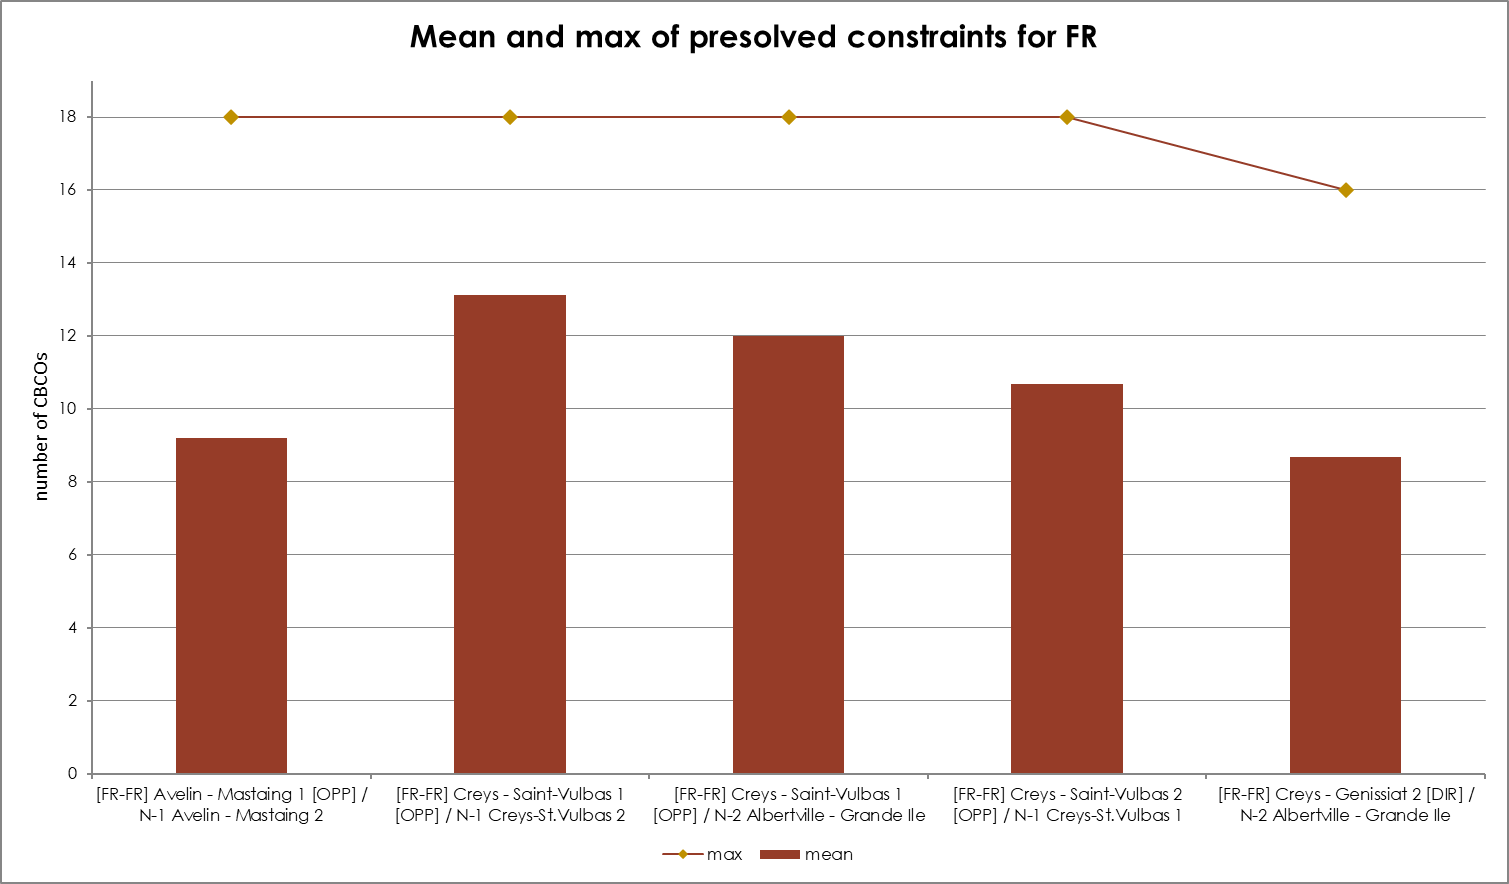 Mean and max of presolved constraints for FR
number of CBCOs
18
16
14
12
10
8
6
4
2
0
[FR-FR] Avelin - Mastaing 1 [OPP] /
N-1 Avelin - Mastaing 2
[FR-FR] Creys - Saint-Vulbas 1
[OPP] / N-1 Creys-St.Vulbas 2
[FR-FR] Creys - Saint-Vulbas 1
[OPP] / N-2 Albertville - Grande Ile
[FR-FR] Creys - Saint-Vulbas 2
[OPP] / N-1 Creys-St.Vulbas 1
[FR-FR] Creys - Genissiat 2 [DIR] /
N-2 Albertville - Grande Ile
max
mean